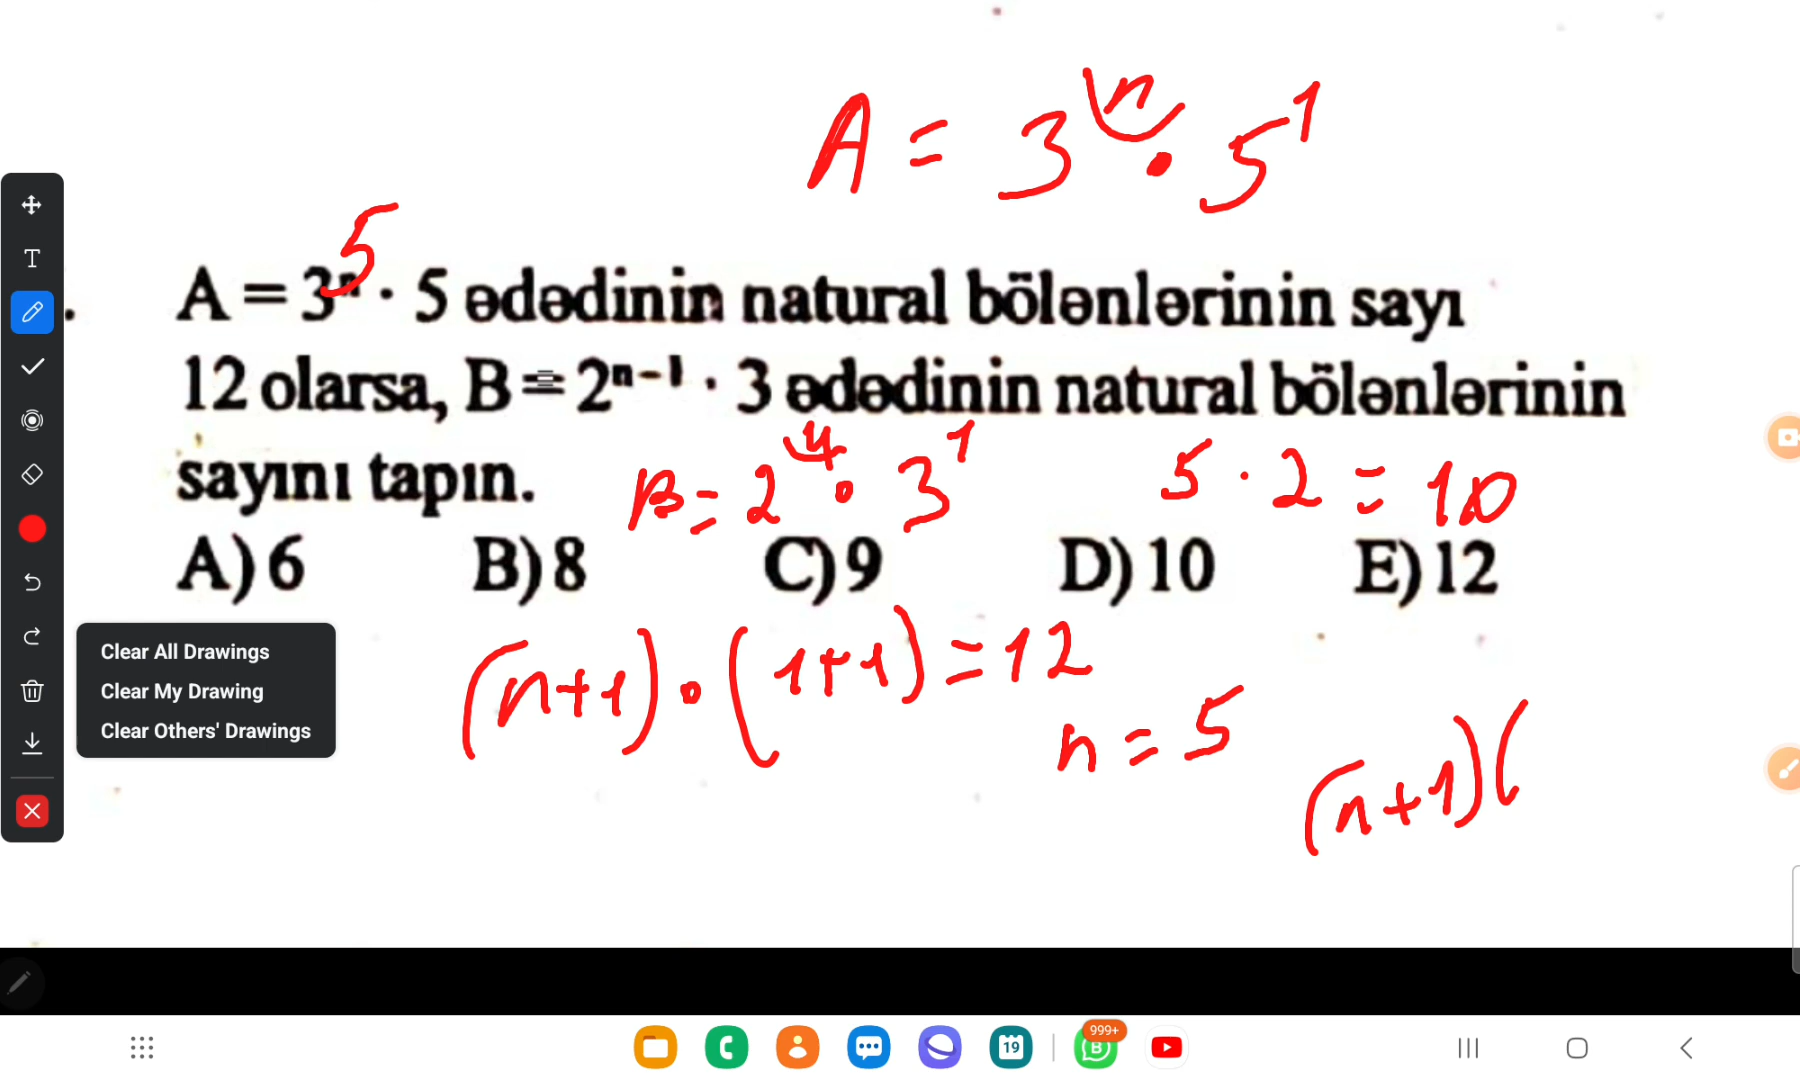 A = 3ⁿ · 5¹
5
A = 3ⁿ · 5 ədədinin natural bölənlərinin sayı
12 olarsa, B = 2ⁿ⁻¹ · 3 ədədinin natural bölənlərinin
sayını tapın.
B = 2⁴ · 3¹
5 · 2 = 10
A) 6 B) 8 C) 9 D) 10 E) 12
(n+1) · (1+1) = 12
n = 5
(n+1)(
T
Clear All Drawings
Clear My Drawing
Clear Others' Drawings
19
999+
B